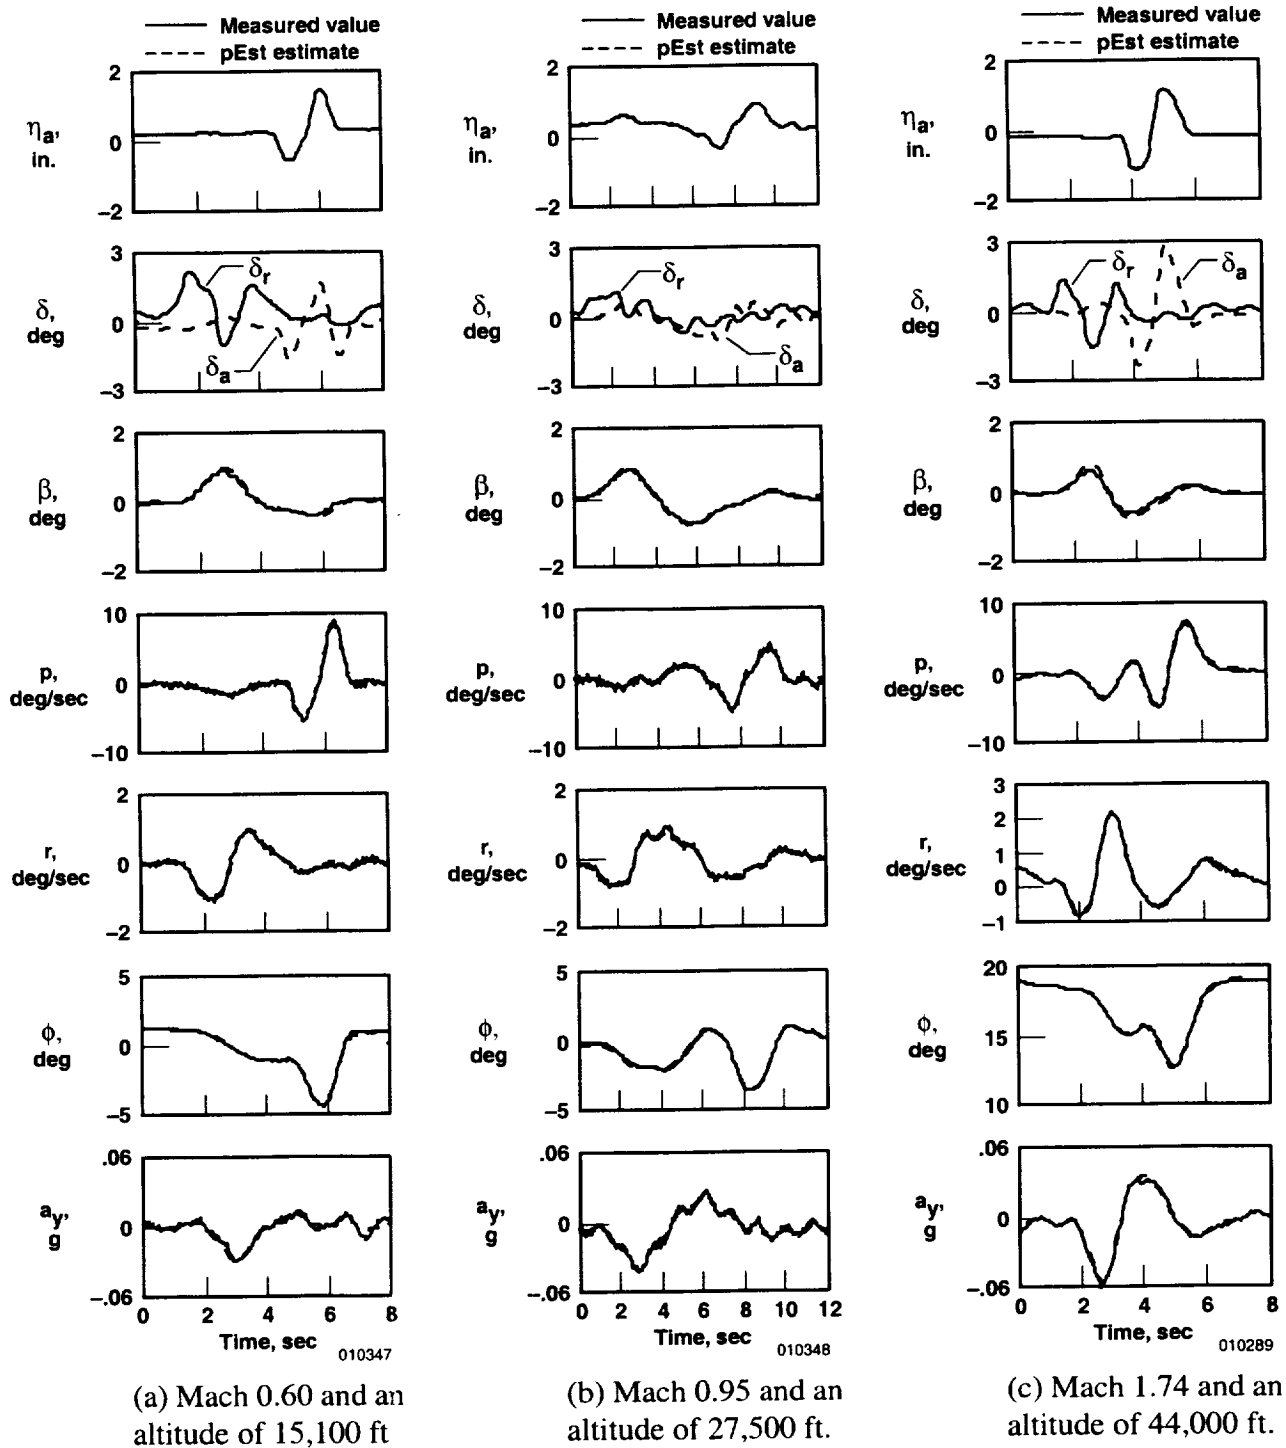 Measured value
pEst estimate
2
ηa,
in.
0
−2
3
δr
δ,
deg
0
δa
−3
2
β,
deg
0
−2
10
p,
deg/sec
0
−10
2
r,
deg/sec
0
−2
5
ϕ,
deg
0
−5
.06
ay,
g
0
−.06
0 2 4 6 8
Time, sec
010347
(a) Mach 0.60 and an
altitude of 15,100 ft
Measured value
pEst estimate
2
ηa,
in.
0
−2
3
δr
δ,
deg
0
δa
−3
2
β,
deg
0
−2
10
p,
deg/sec
0
−10
2
r,
deg/sec
0
−2
5
ϕ,
deg
0
−5
.06
ay,
g
0
−.06
0 2 4 6 8 10 12
Time, sec
010348
(b) Mach 0.95 and an
altitude of 27,500 ft.
Measured value
pEst estimate
2
ηa,
in.
0
−2
3
δr
δa
δ,
deg
0
−3
2
β,
deg
0
−2
10
p,
deg/sec
0
−10
3
2
r,
deg/sec
1
0
−1
20
ϕ,
deg
15
10
.06
ay,
g
0
−.06
0 2 4 6 8
Time, sec
010289
(c) Mach 1.74 and an
altitude of 44,000 ft.